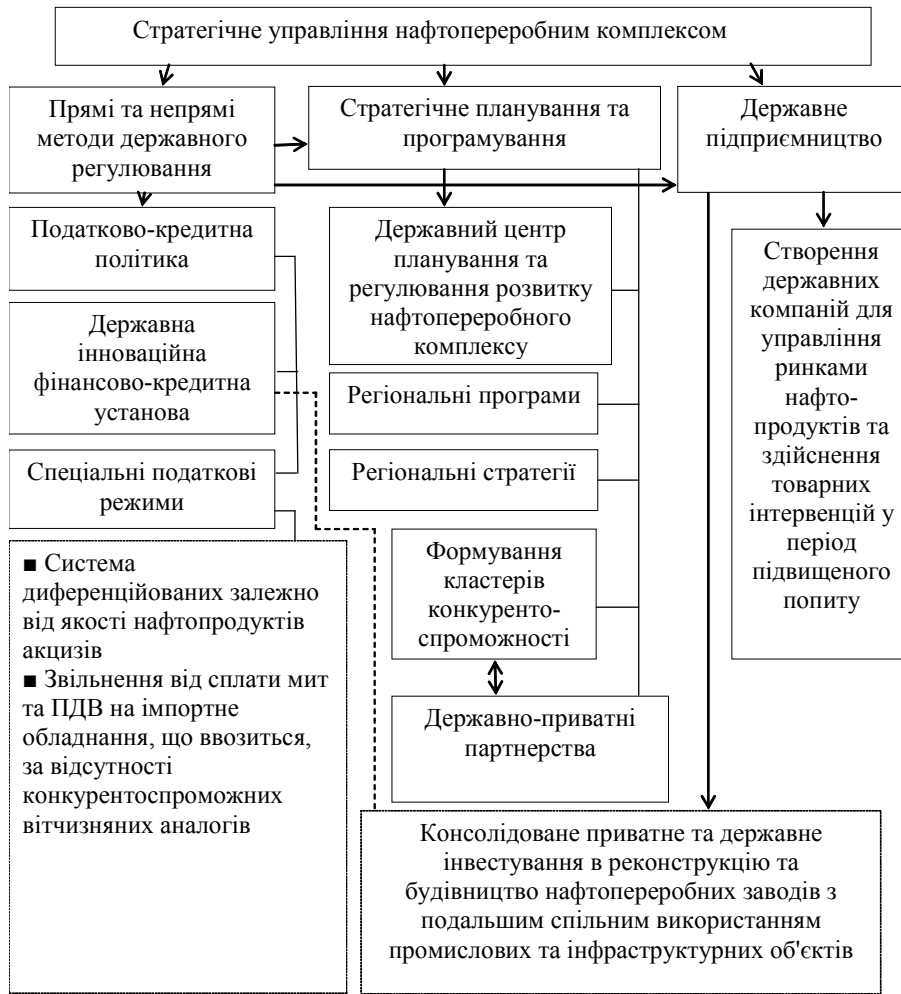 Стратегічне управління нафтопереробним комплексом
Прямі та непрямі
методи державного
регулювання
Стратегічне планування та
програмування
Державне
підприємництво
Податково-кредитна
політика
Державна
інноваційна
фінансово-кредитна
установа
Спеціальні податкові
режими
■ Система
диференційованих залежно
від якості нафтопродуктів
акцизів
■ Звільнення від сплати мит
та ПДВ на імпортне
обладнання, що ввозиться,
за відсутності
конкурентоспроможних
вітчизняних аналогів
Державний центр
планування та
регулювання розвитку
нафтопереробного
комплексу
Регіональні програми
Регіональні стратегії
Формування
кластерів
конкуренто-
спроможності
Державно-приватні
партнерства
Створення
державних
компаній для
управління
ринками
нафто-
продуктів та
здійснення
товарних
інтервенцій у
період
підвищеного
попиту
Консолідоване приватне та державне
інвестування в реконструкцію та
будівництво нафтопереробних заводів з
подальшим спільним використанням
промислових та інфраструктурних об'єктів